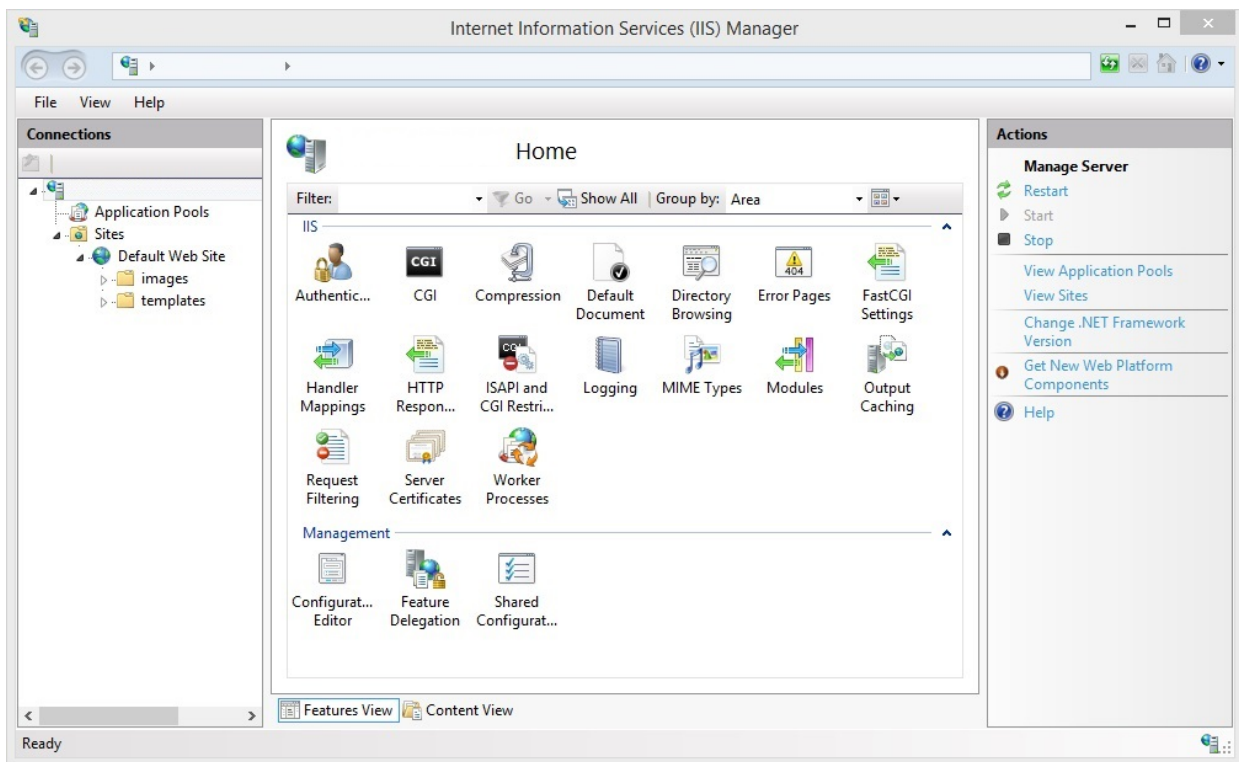 Internet Information Services (IIS) Manager
File View Help
Connections
Application Pools
Sites
Default Web Site
images
templates
Home
Filter: Go Show All Group by: Area
IIS
Authentic... CGI Compression Default Document Directory Browsing Error Pages FastCGI Settings
Handler Mappings HTTP Respon... ISAPI and CGI Restri... Logging MIME Types Modules Output Caching
Request Filtering Server Certificates Worker Processes
Management
Configurat... Editor Feature Delegation Shared Configurat...
Features View Content View
Actions
Manage Server
Restart
Start
Stop
View Application Pools
View Sites
Change .NET Framework
Version
Get New Web Platform
Components
Help
Ready